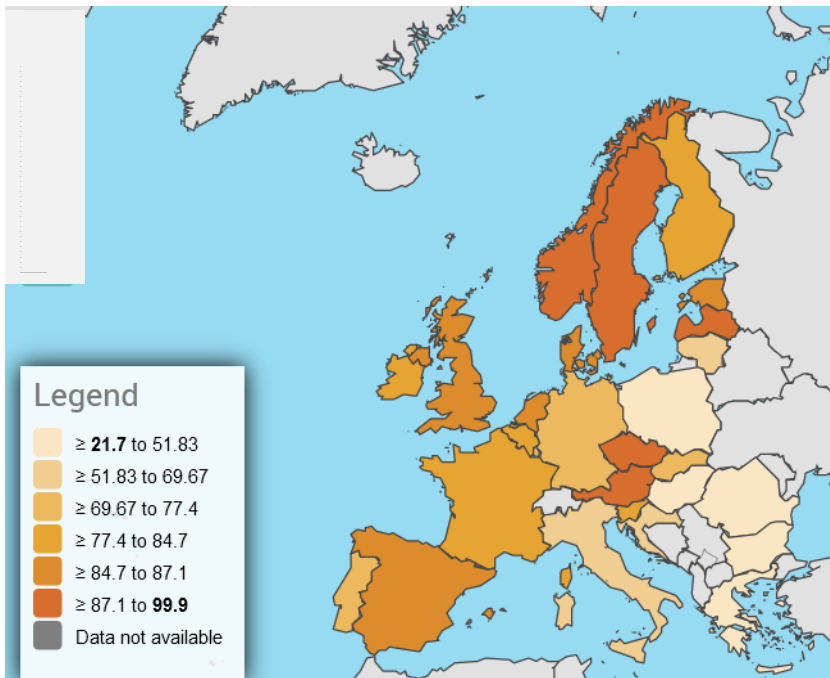 Legend
≥ 21.7 to 51.83
≥ 51.83 to 69.67
≥ 69.67 to 77.4
≥ 77.4 to 84.7
≥ 84.7 to 87.1
≥ 87.1 to 99.9
Data not available